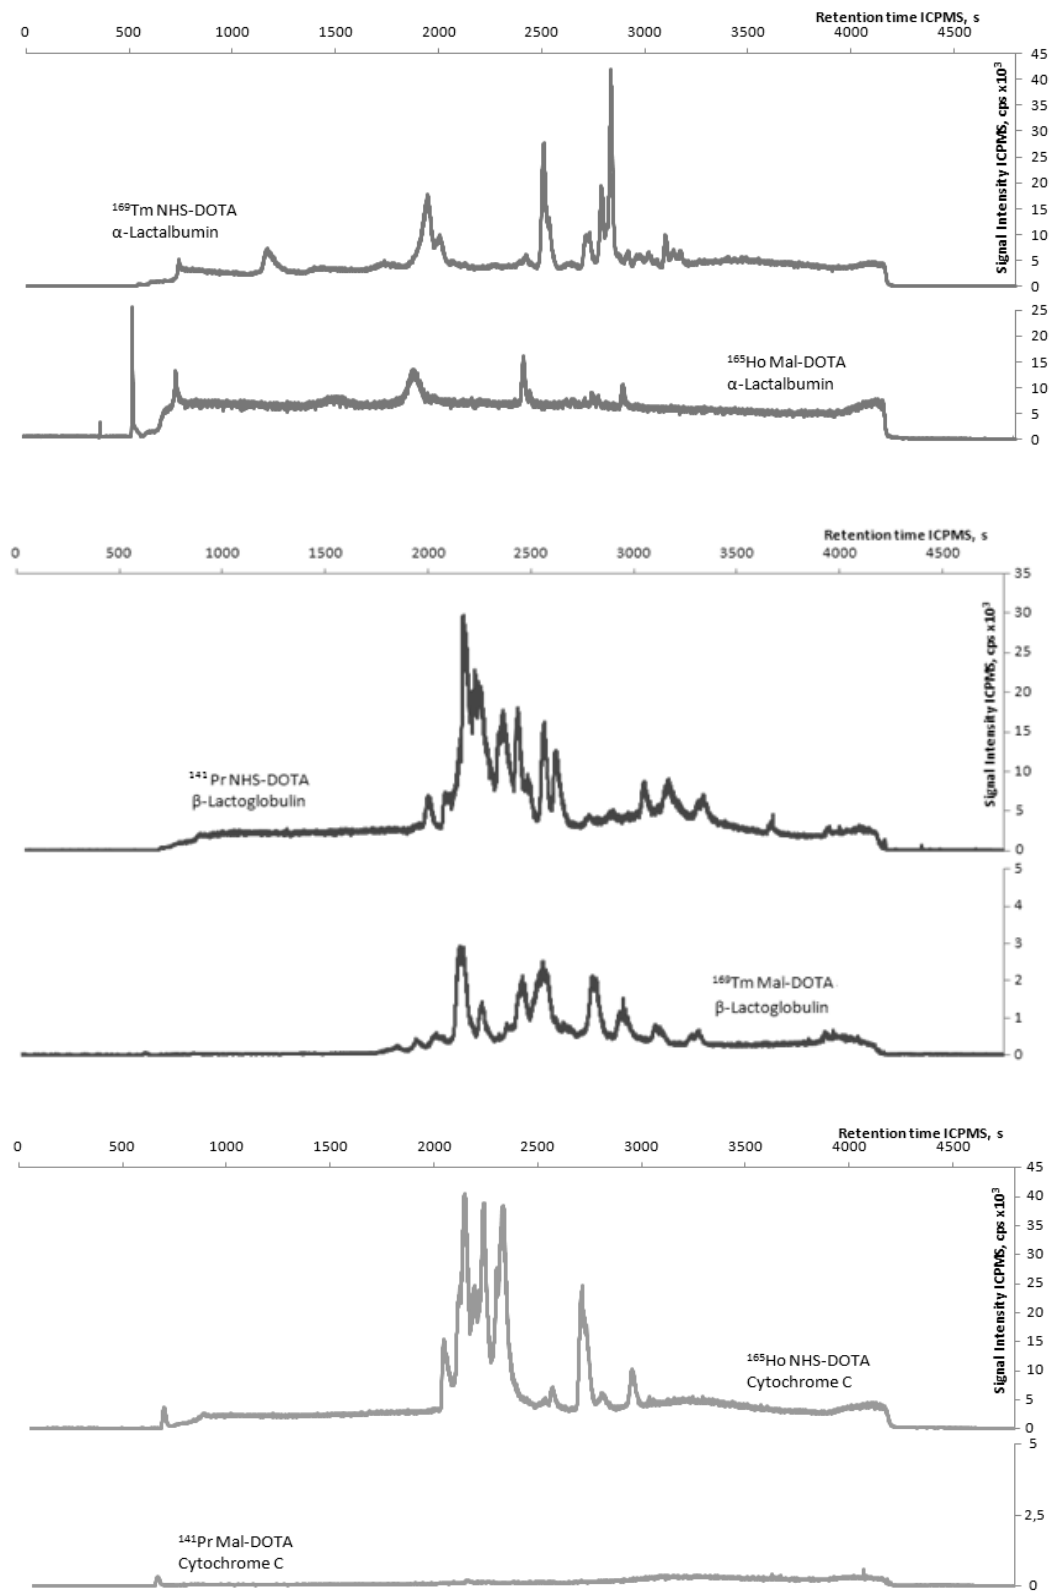 Retention time ICPMS, s
0 500 1000 1500 2000 2500 3000 3500 4000 4500
Signal Intensity ICPMS, cps x10³
45
40
35
30
25
20
15
10
5
0
¹⁶⁹Tm NHS-DOTA
α-Lactalbumin
25
20
15
10
5
0
¹⁶⁵Ho Mal-DOTA
α-Lactalbumin
Retention time ICPMS, s
0 500 1000 1500 2000 2500 3000 3500 4000 4500
Signal Intensity ICPMS, cps x10³
35
30
25
20
15
10
5
0
¹⁴¹Pr NHS-DOTA
β-Lactoglobulin
5
4
3
2
1
0
¹⁶⁹Tm Mal-DOTA
β-Lactoglobulin
Retention time ICPMS, s
0 500 1000 1500 2000 2500 3000 3500 4000 4500
Signal Intensity ICPMS, cps x10³
45
40
35
30
25
20
15
10
5
0
¹⁶⁵Ho NHS-DOTA
Cytochrome C
5
2,5
0
¹⁴¹Pr Mal-DOTA
Cytochrome C